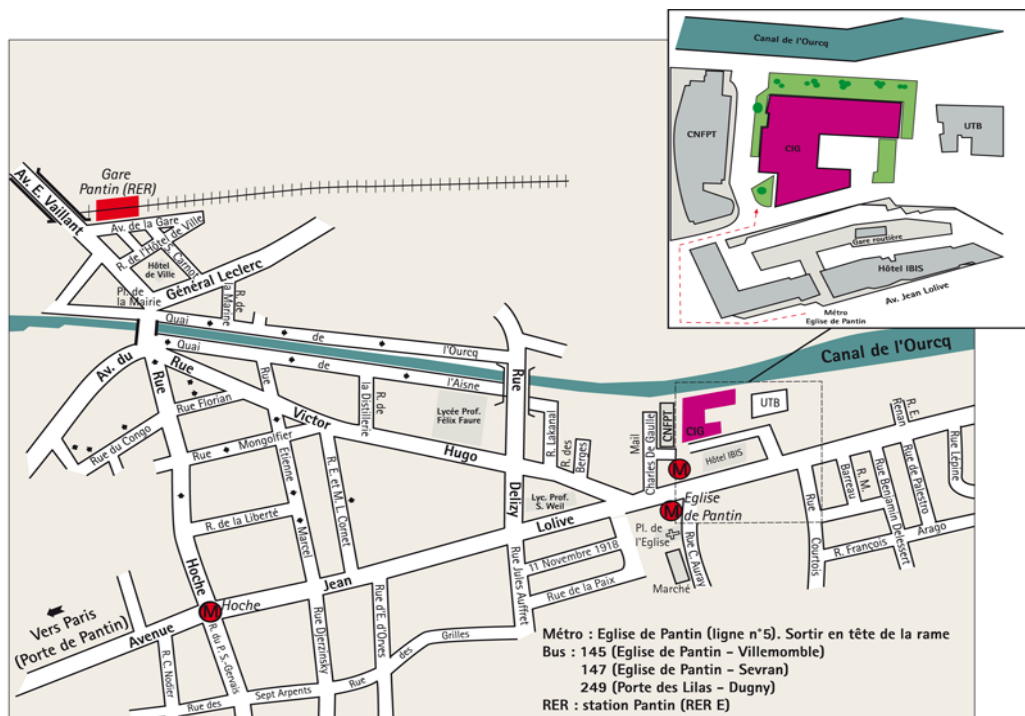 Canal de l'Ourcq
CNFPT
CIG
UTB
Gare routière
Hôtel IBIS
Av. Jean Lolive
Métro
Eglise de Pantin
Gare
Pantin (RER)
Av. E. Vaillant
Av. de la Gare
R. de l'Hôtel de Ville
S. Carnot
Hôtel
de Ville
Général Leclerc
Pl. de
la Mairie
R. de
la Marine
Quai
de
l'Ourcq
Quai
de
l'Aisne
Canal de l'Ourcq
Av. du
Rue
Rue
Victor
Hugo
Rue
Rue Florian
Rue du Congo
Rue
Mongolfier
Etienne
Marcel
R. E. et M. L. Cornet
R. de
la Distillerie
Lycée Prof.
Félix Faure
Rue
Delizy
R. Lakanal
R. des
Berges
Mail
Charles De Gaulle
CNFPT
CIG
UTB
Hôtel IBIS
R. E.
Renan
Rue Lépine
Rue de Palestro
Rue Benjamin Delessert
R. M.
Barreau
Rue
Courtois
R. François
Arago
M
M
Eglise
de Pantin
Pl. de
l'Eglise
Marché
Rue C. Auray
Lyc. Prof.
S. Weil
Lolive
11 Novembre 1918
Rue de la Paix
Rue Jules Auffret
R. de la Liberté
Hoche
Jean
M
Hoche
Vers Paris
(Porte de Pantin)
Avenue
R. C. Nodier
R. du P. S.-Gervais
Rue Djerzinsky
Rue d'E. d'Orves
Rue des
Sept Arpents
Rue
des
Grilles
Métro : Eglise de Pantin (ligne n°5). Sortir en tête de la rame
Bus : 145 (Eglise de Pantin - Villemomble)
147 (Eglise de Pantin - Sevran)
249 (Porte des Lilas - Dugny)
RER : station Pantin (RER E)